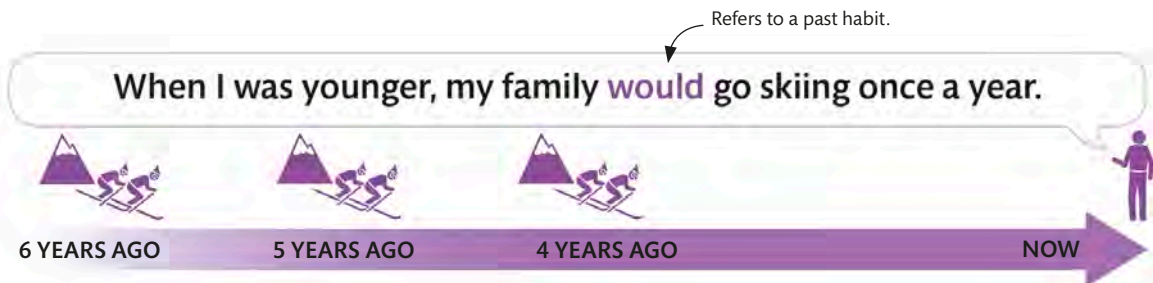 Refers to a past habit.
When I was younger, my family would go skiing once a year.
6 YEARS AGO 5 YEARS AGO 4 YEARS AGO NOW